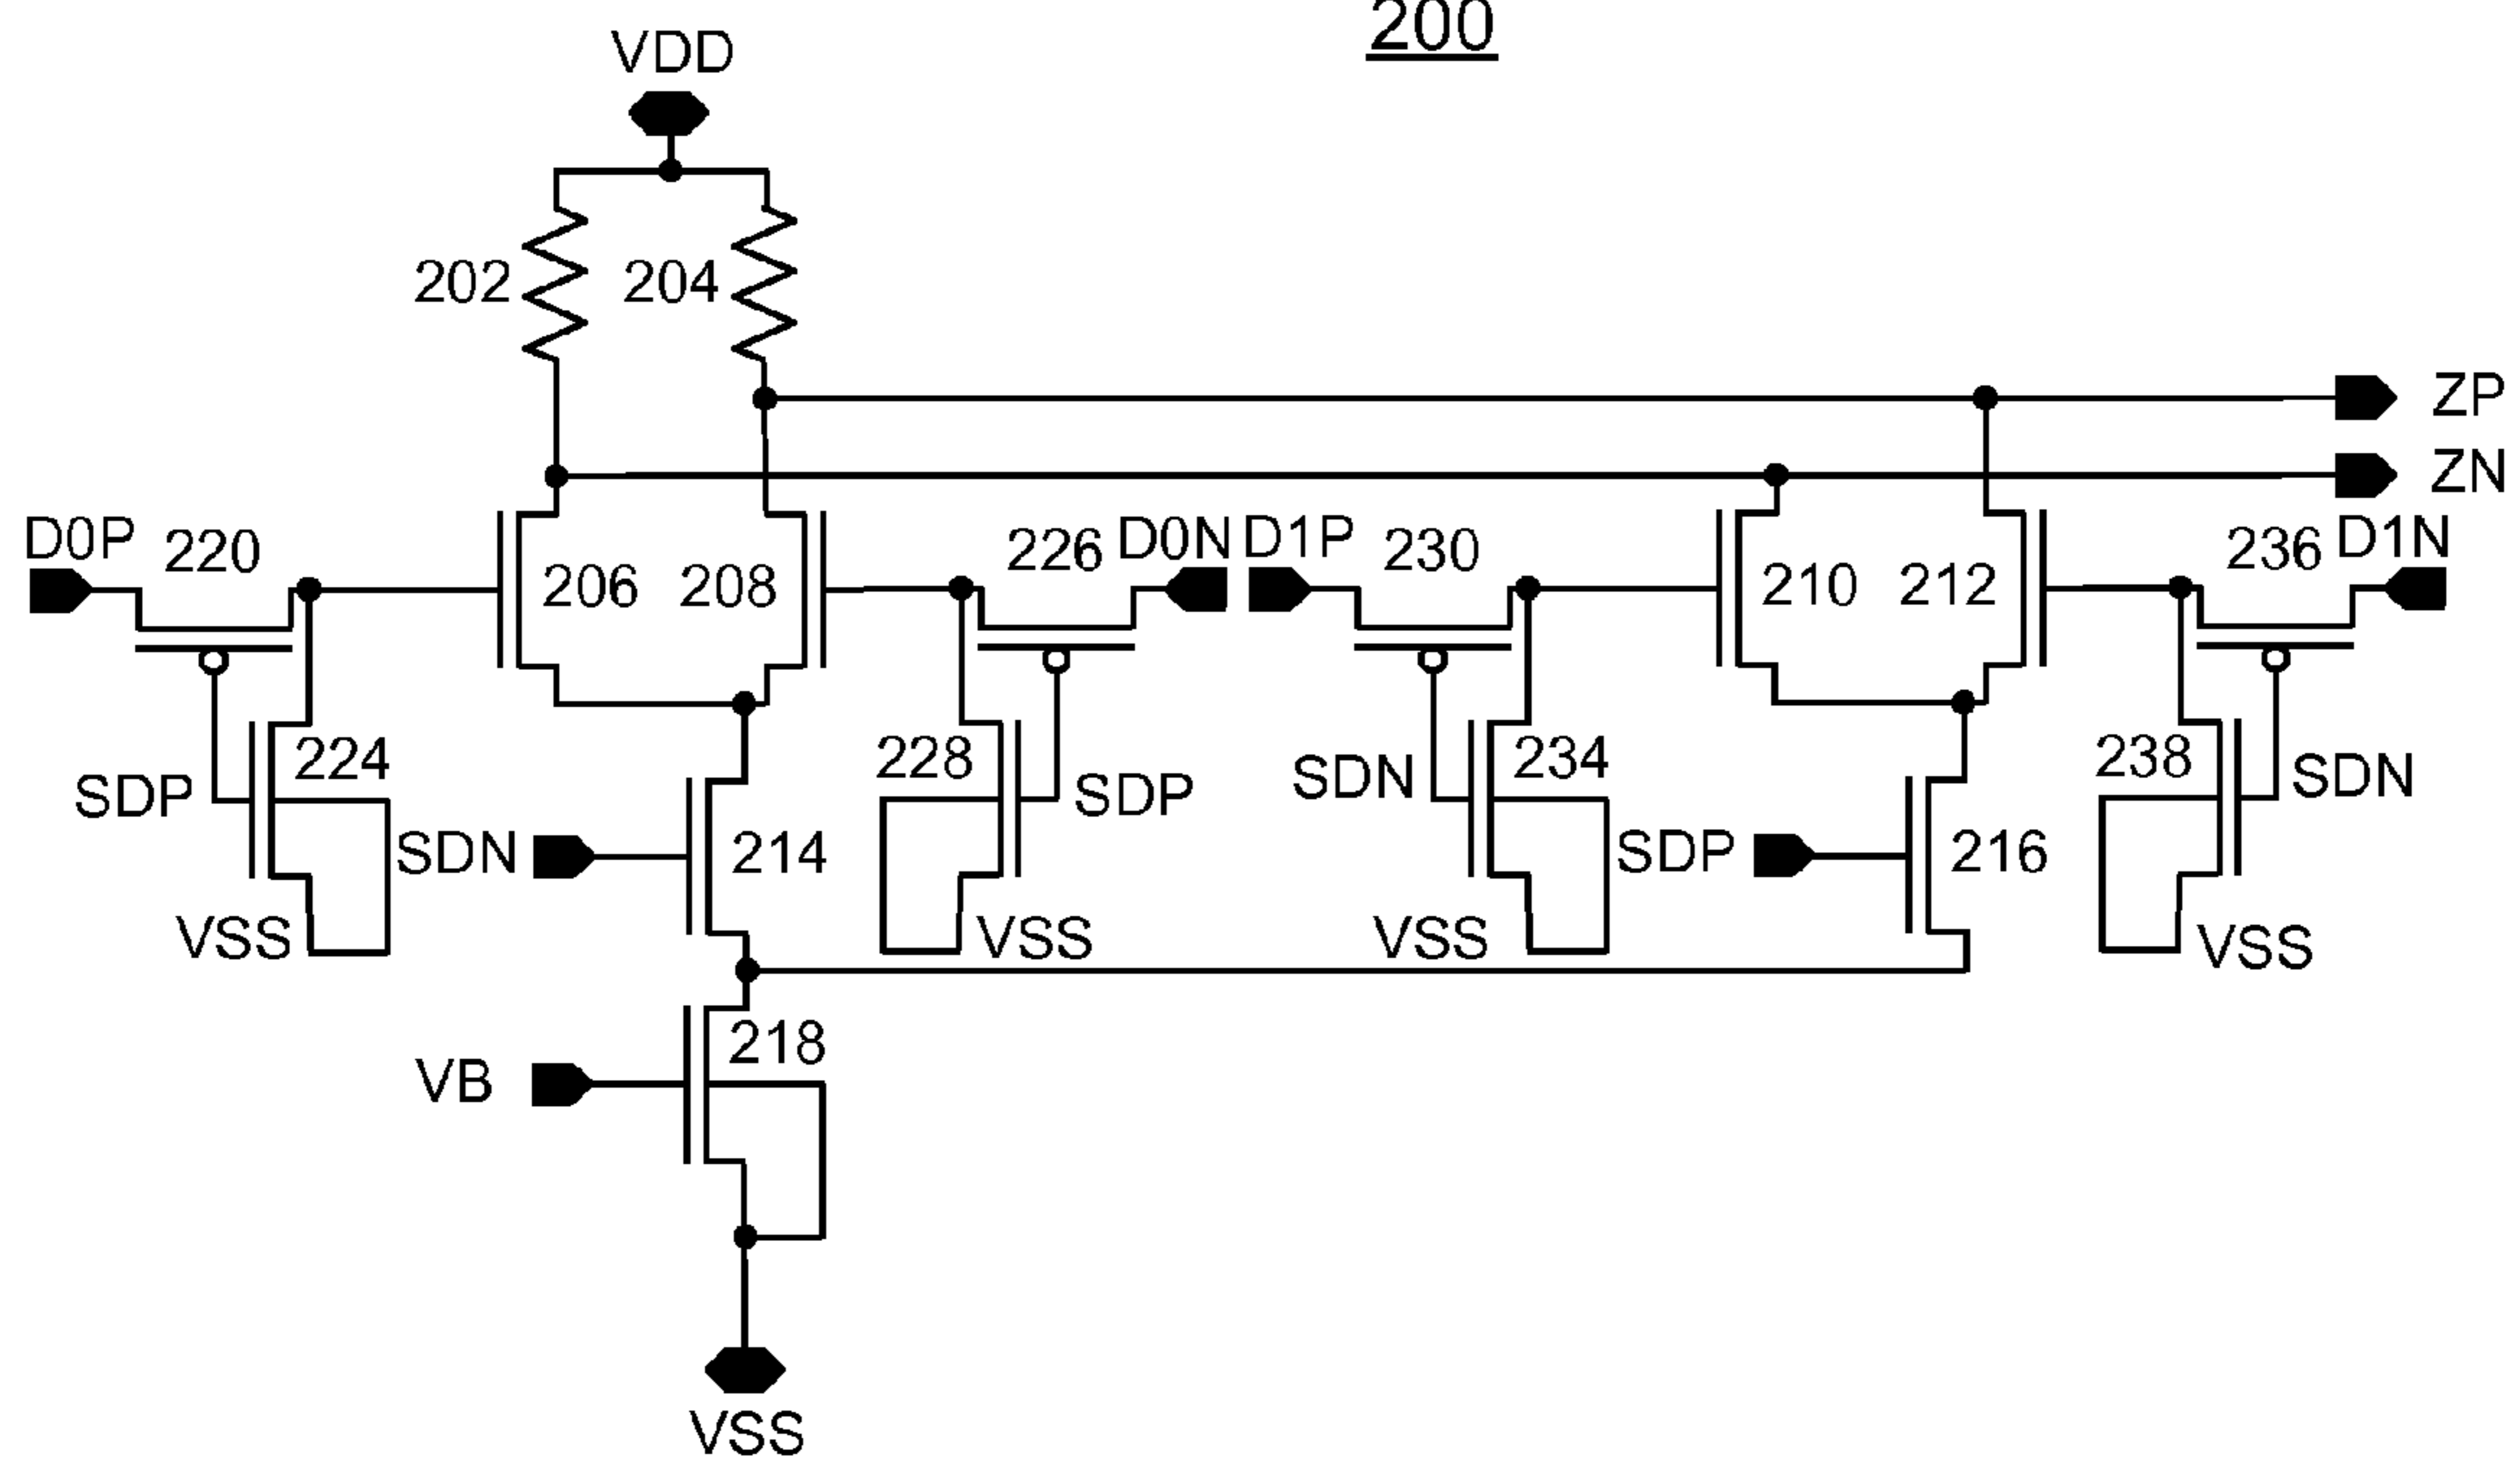 200
VDD
202
204
ZP
ZN
D0P
220
206
208
226
D0N
D1P
230
210
212
236
D1N
224
228
234
238
SDP
SDN
214
SDP
SDN
SDP
216
SDN
VSS
VSS
VSS
VSS
218
VB
VSS